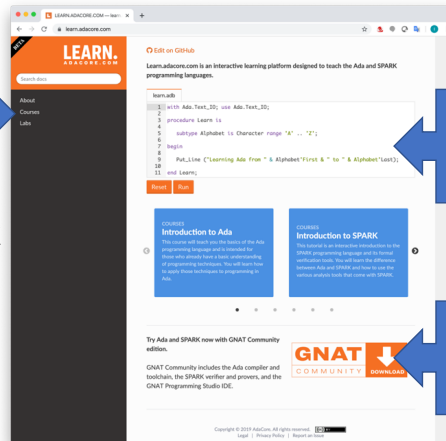 LEARN.ADACORE.COM — learn
learn.adacore.com
BETA
LEARN.
ADACORE.COM
Search docs
About
Courses
Labs
Edit on GitHub
Learn.adacore.com is an interactive learning platform designed to teach the Ada and SPARK
programming languages.
learn.adb
1 with Ada.Text_IO; use Ada.Text_IO;
2
3 procedure Learn is
4
5 subtype Alphabet is Character range 'A' .. 'Z';
6
7 begin
8
9 Put_Line ("Learning Ada from " & Alphabet'First & " to " & Alphabet'Last);
10
11 end Learn;
Reset Run
COURSES
Introduction to Ada
This course will teach you the basics of the Ada
programming language and is intended for
those who already have a basic understanding
of programming techniques. You will learn how
to apply those techniques to programming in
Ada.
COURSES
Introduction to SPARK
This tutorial is an interactive introduction to the
SPARK programming language and its formal
verification tools. You will learn the difference
between Ada and SPARK and how to use the
various analysis tools that come with SPARK.
Try Ada and SPARK now with GNAT Community
edition.
GNAT Community includes the Ada compiler and
toolchain, the SPARK verifier and provers, and the
GNAT Programming Studio IDE.
GNAT
COMMUNITY
DOWNLOAD
Copyright © 2019 AdaCore. All rights reserved.
Legal | Privacy Policy | Report an Issue